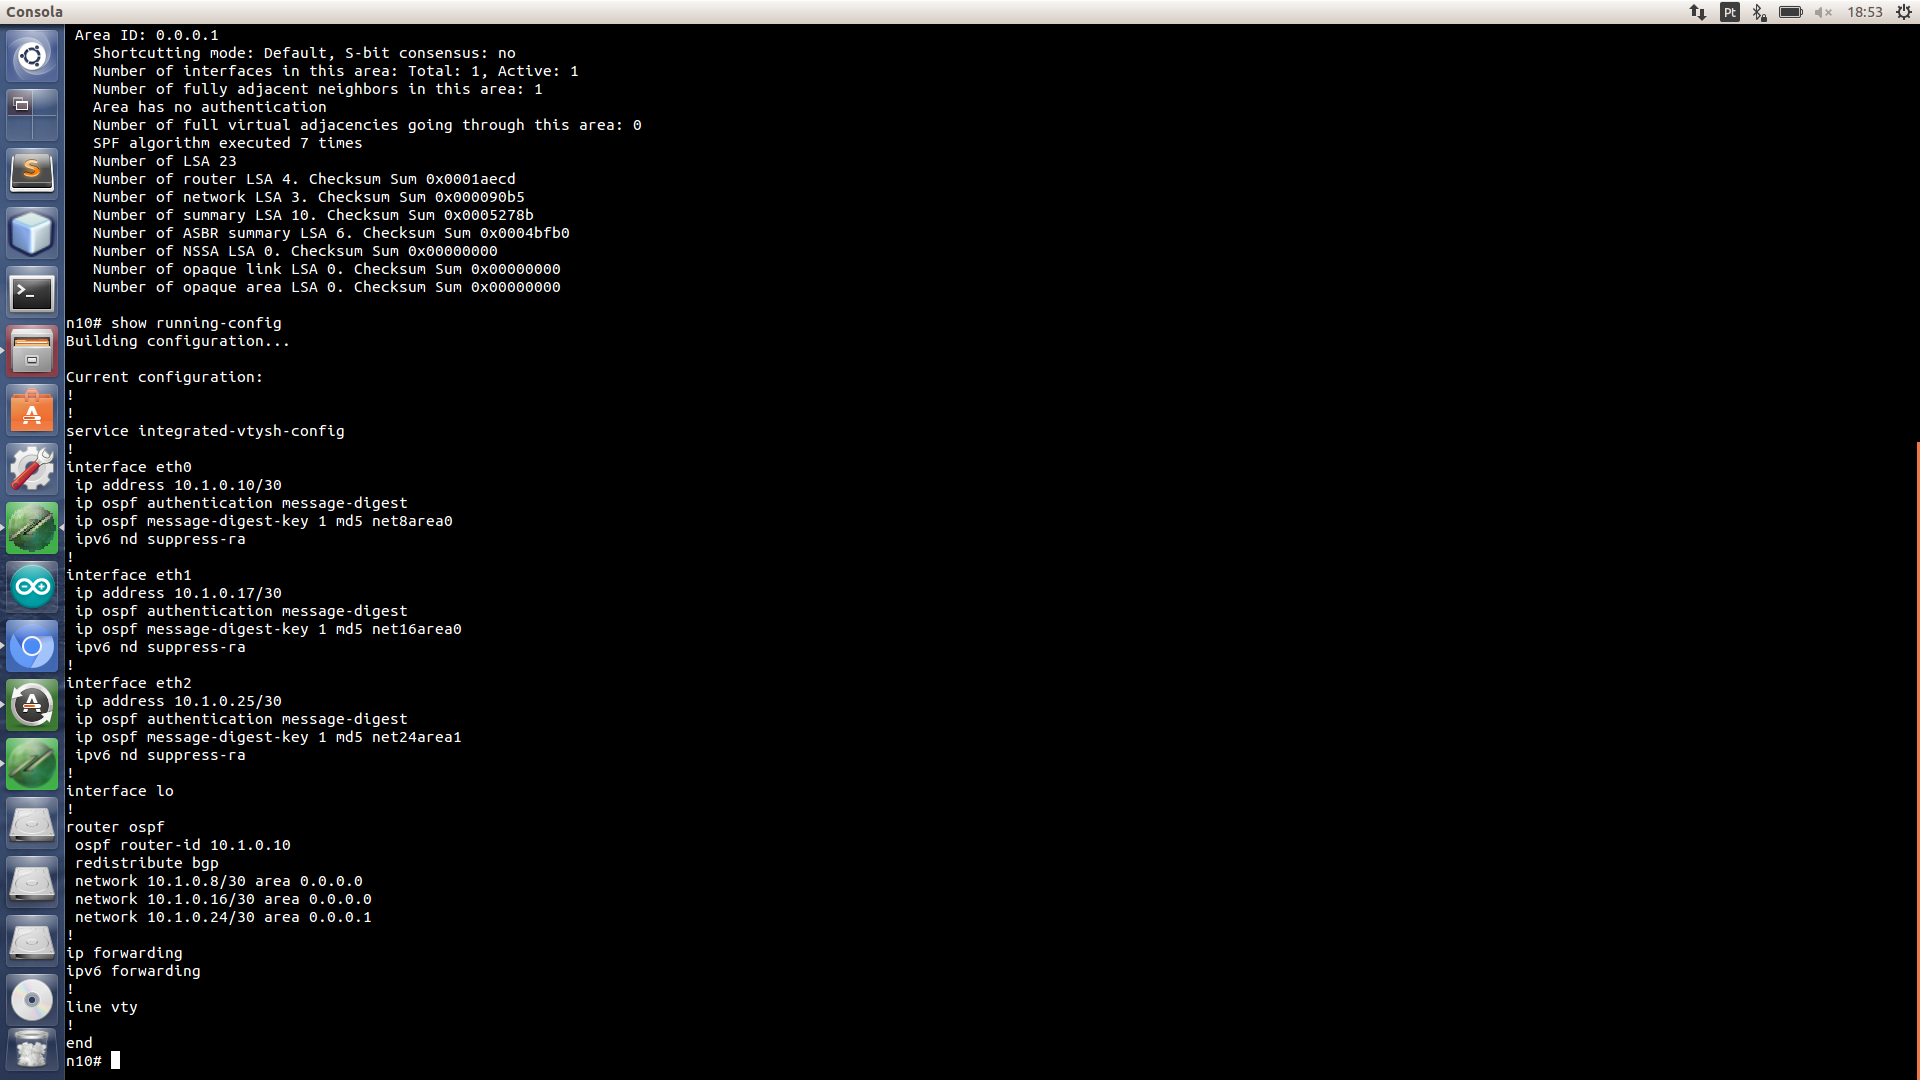 Consola
Pt
18:53
 Area ID: 0.0.0.1
   Shortcutting mode: Default, S-bit consensus: no
   Number of interfaces in this area: Total: 1, Active: 1
   Number of fully adjacent neighbors in this area: 1
   Area has no authentication
   Number of full virtual adjacencies going through this area: 0
   SPF algorithm executed 7 times
   Number of LSA 23
   Number of router LSA 4. Checksum Sum 0x0001aecd
   Number of network LSA 3. Checksum Sum 0x000090b5
   Number of summary LSA 10. Checksum Sum 0x0005278b
   Number of ASBR summary LSA 6. Checksum Sum 0x0004bfb0
   Number of NSSA LSA 0. Checksum Sum 0x00000000
   Number of opaque link LSA 0. Checksum Sum 0x00000000
   Number of opaque area LSA 0. Checksum Sum 0x00000000
n10# show running-config
Building configuration...
Current configuration:
!
!
service integrated-vtysh-config
!
interface eth0
 ip address 10.1.0.10/30
 ip ospf authentication message-digest
 ip ospf message-digest-key 1 md5 net8area0
 ipv6 nd suppress-ra
!
interface eth1
 ip address 10.1.0.17/30
 ip ospf authentication message-digest
 ip ospf message-digest-key 1 md5 net16area0
 ipv6 nd suppress-ra
!
interface eth2
 ip address 10.1.0.25/30
 ip ospf authentication message-digest
 ip ospf message-digest-key 1 md5 net24area1
 ipv6 nd suppress-ra
!
interface lo
!
router ospf
 ospf router-id 10.1.0.10
 redistribute bgp
 network 10.1.0.8/30 area 0.0.0.0
 network 10.1.0.16/30 area 0.0.0.0
 network 10.1.0.24/30 area 0.0.0.1
!
ip forwarding
ipv6 forwarding
!
line vty
!
end
n10#